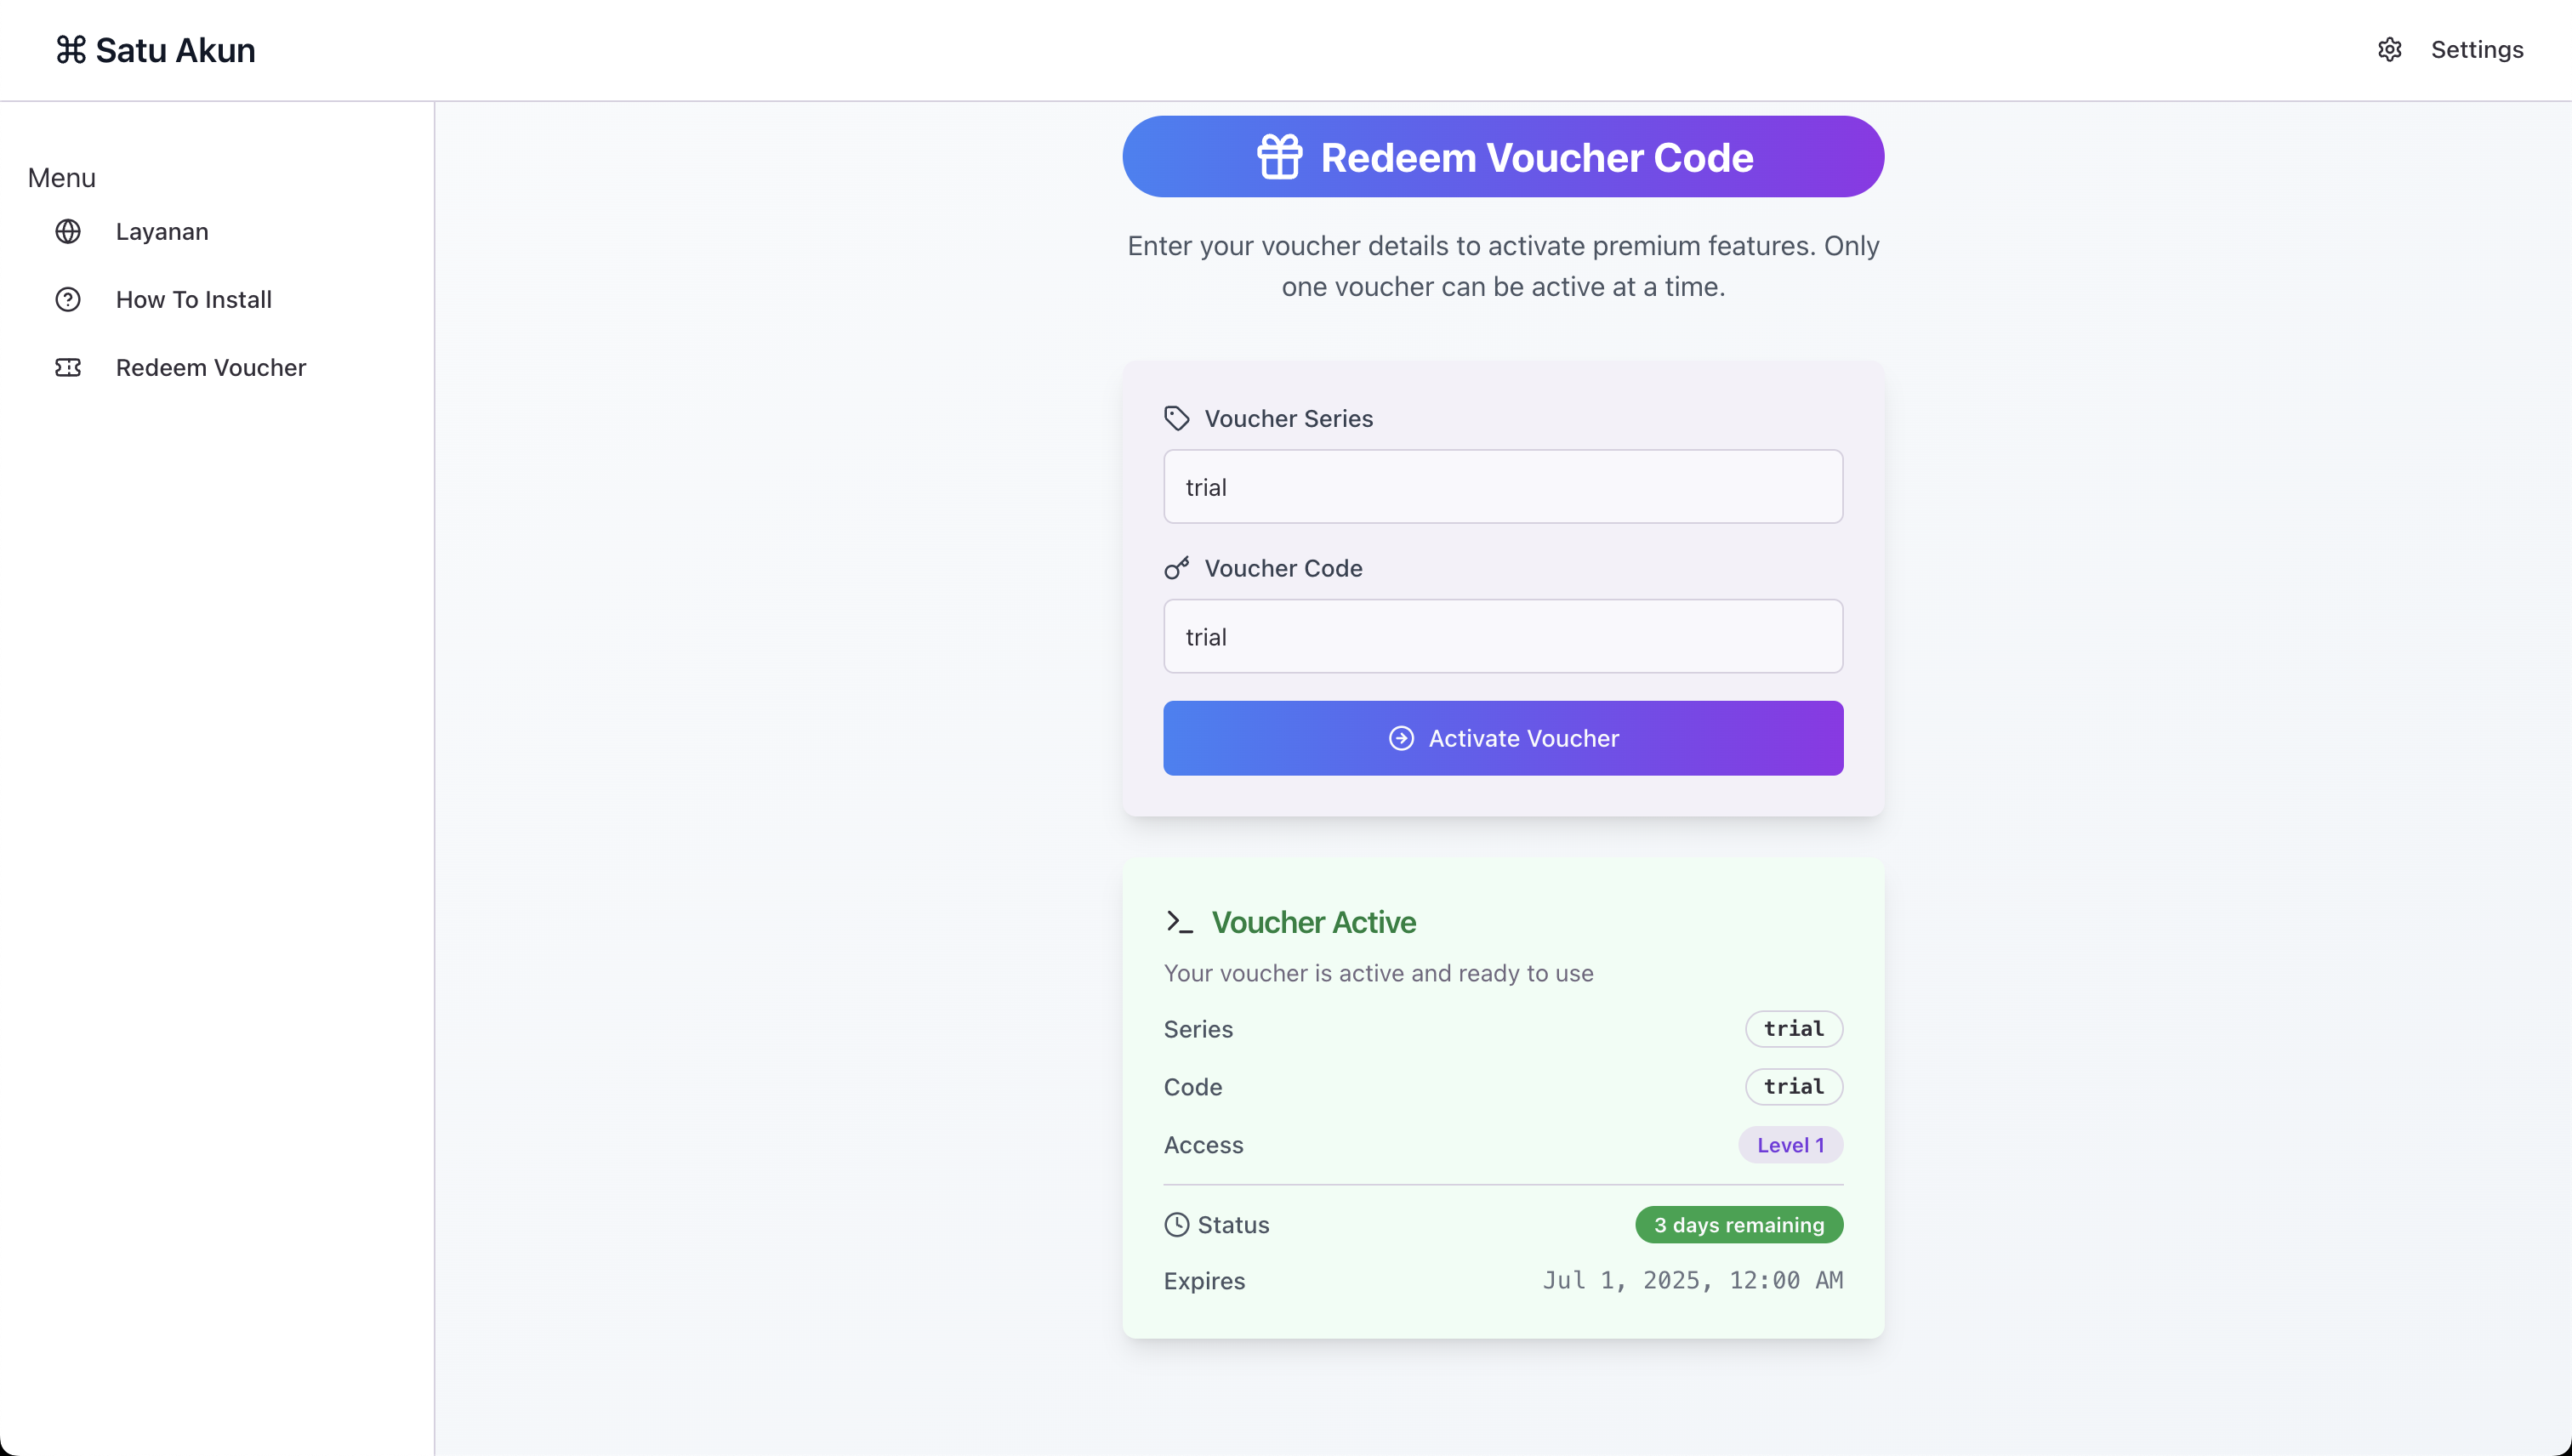 Satu Akun
Settings
Menu
Layanan
How To Install
Redeem Voucher
Redeem Voucher Code
Enter your voucher details to activate premium features. Only
one voucher can be active at a time.
Voucher Series
trial
Voucher Code
trial
Activate Voucher
Voucher Active
Your voucher is active and ready to use
Series trial
Code trial
Access Level 1
Status 3 days remaining
Expires Jul 1, 2025, 12:00 AM